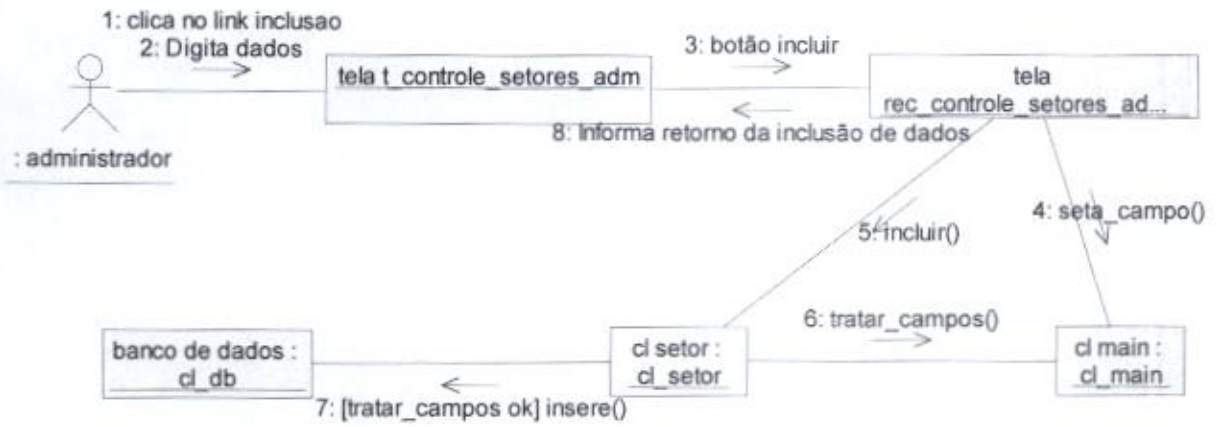 1: clica no link inclusao
2: Digita dados
: administrador
tela t_controle_setores_adm
3: botão incluir
8: Informa retorno da inclusão de dados
tela
rec_controle_setores_ad...
4: seta_campo()
5: incluir()
6: tratar_campos()
banco de dados :
cl_db
cl setor :
cl_setor
cl main :
cl_main
7: [tratar_campos ok] insere()